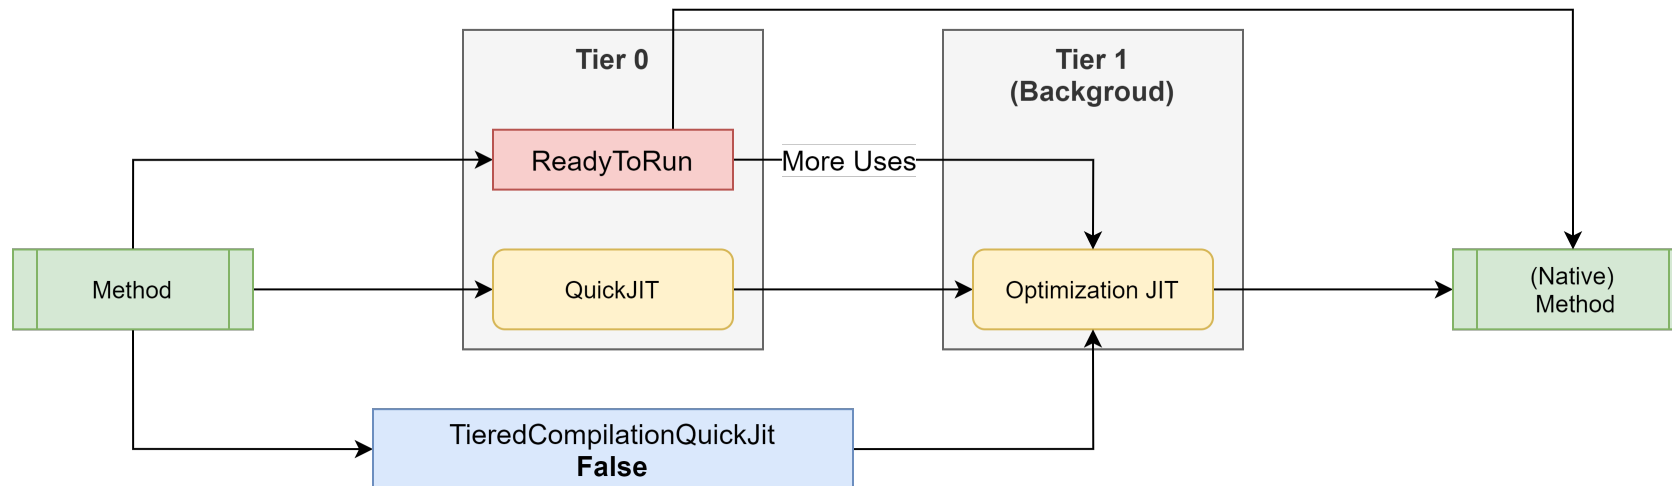 Tier 0
Tier 1
(Backgroud)
ReadyToRun
More Uses
Method
QuickJIT
Optimization JIT
(Native)
Method
TieredCompilationQuickJit
False